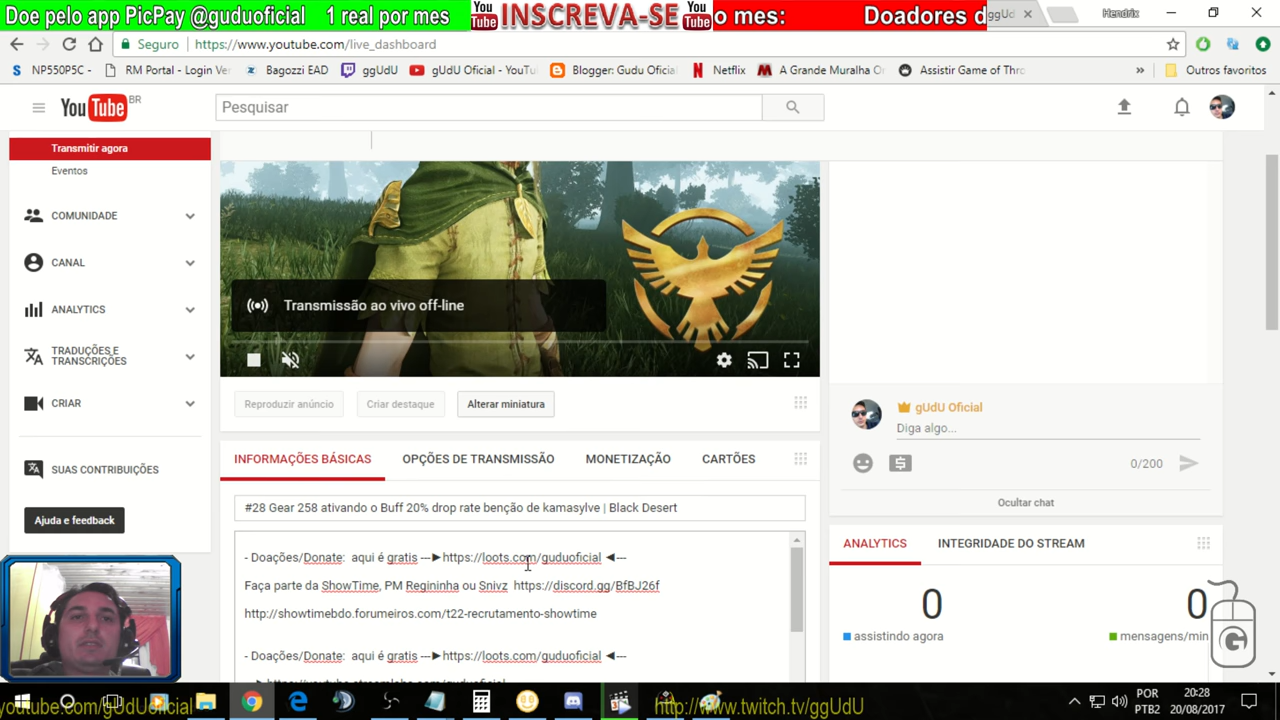 Doe pelo app PicPay @guduoficial 1 real por mes
You Tube INSCREVA-SE You Tube
o mes: Doadores d
ggUd
Hendrix
Seguro https://www.youtube.com/live_dashboard
NP550P5C - RM Portal - Login Ve Bagozzi EAD ggUdU gUdU Oficial - YouTu Blogger: Gudu Oficial Netflix A Grande Muralha O Assistir Game of Thro » Outros favoritos
YouTube BR
Pesquisar
Transmitir agora
Eventos
COMUNIDADE
CANAL
ANALYTICS
TRADUÇÕES E TRANSCRIÇÕES
CRIAR
SUAS CONTRIBUIÇÕES
Ajuda e feedback
Transmissão ao vivo off-line
Reproduzir anúncio Criar destaque Alterar miniatura
INFORMAÇÕES BÁSICAS OPÇÕES DE TRANSMISSÃO MONETIZAÇÃO CARTÕES
#28 Gear 258 ativando o Buff 20% drop rate benção de kamasylve | Black Desert
- Doações/Donate: aqui é gratis ---►https://loots.com/guduoficial ◄---
Faça parte da ShowTime, PM Regininha ou Snivz https://discord.gg/BfBJ26f
http://showtimebdo.forumeiros.com/t22-recrutamento-showtime
- Doações/Donate: aqui é gratis ---►https://loots.com/guduoficial ◄---
gUdU Oficial
Diga algo...
0/200
Ocultar chat
ANALYTICS INTEGRIDADE DO STREAM
0 0
assistindo agora mensagens/min
G
youtube.com/gUdUoficial
http://www.twitch.tv/ggUdU
POR
PTB2
20:28
20/08/2017